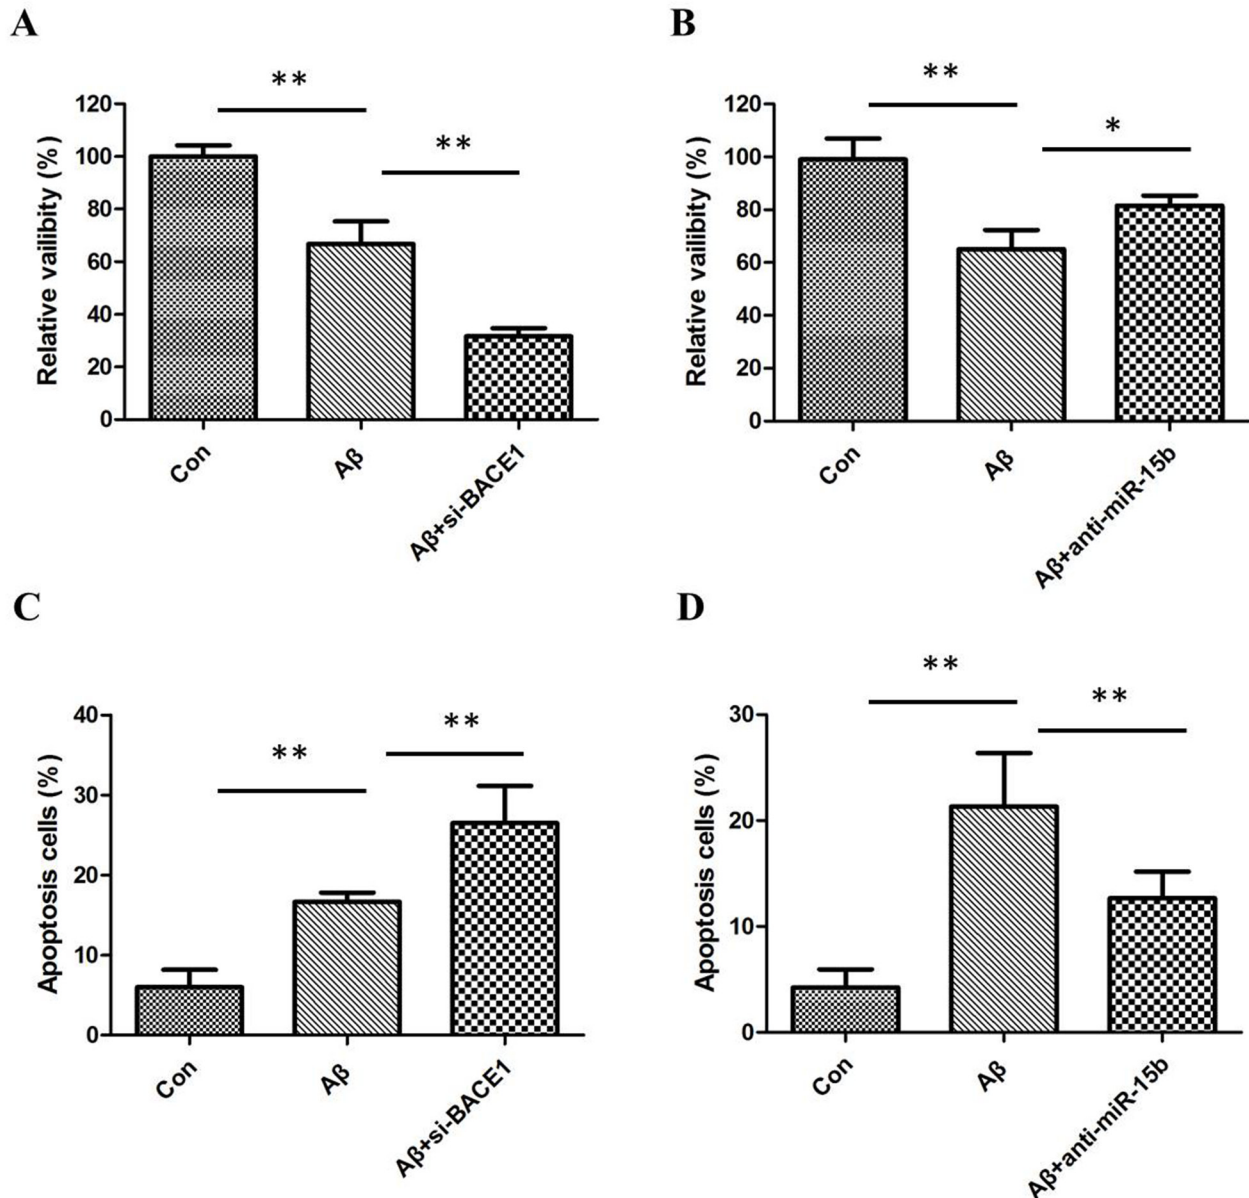 A
**
**
120
100
80
60
40
20
0
Relative vailibity (%)
Con
Aβ
Aβ+si-BACE1
B
**
*
120
100
80
60
40
20
0
Relative vailibity (%)
Con
Aβ
Aβ+anti-miR-15b
C
**
**
40
30
20
10
0
Apoptosis cells (%)
Con
Aβ
Aβ+si-BACE1
D
**
**
30
20
10
0
Apoptosis cells (%)
Con
Aβ
Aβ+anti-miR-15b